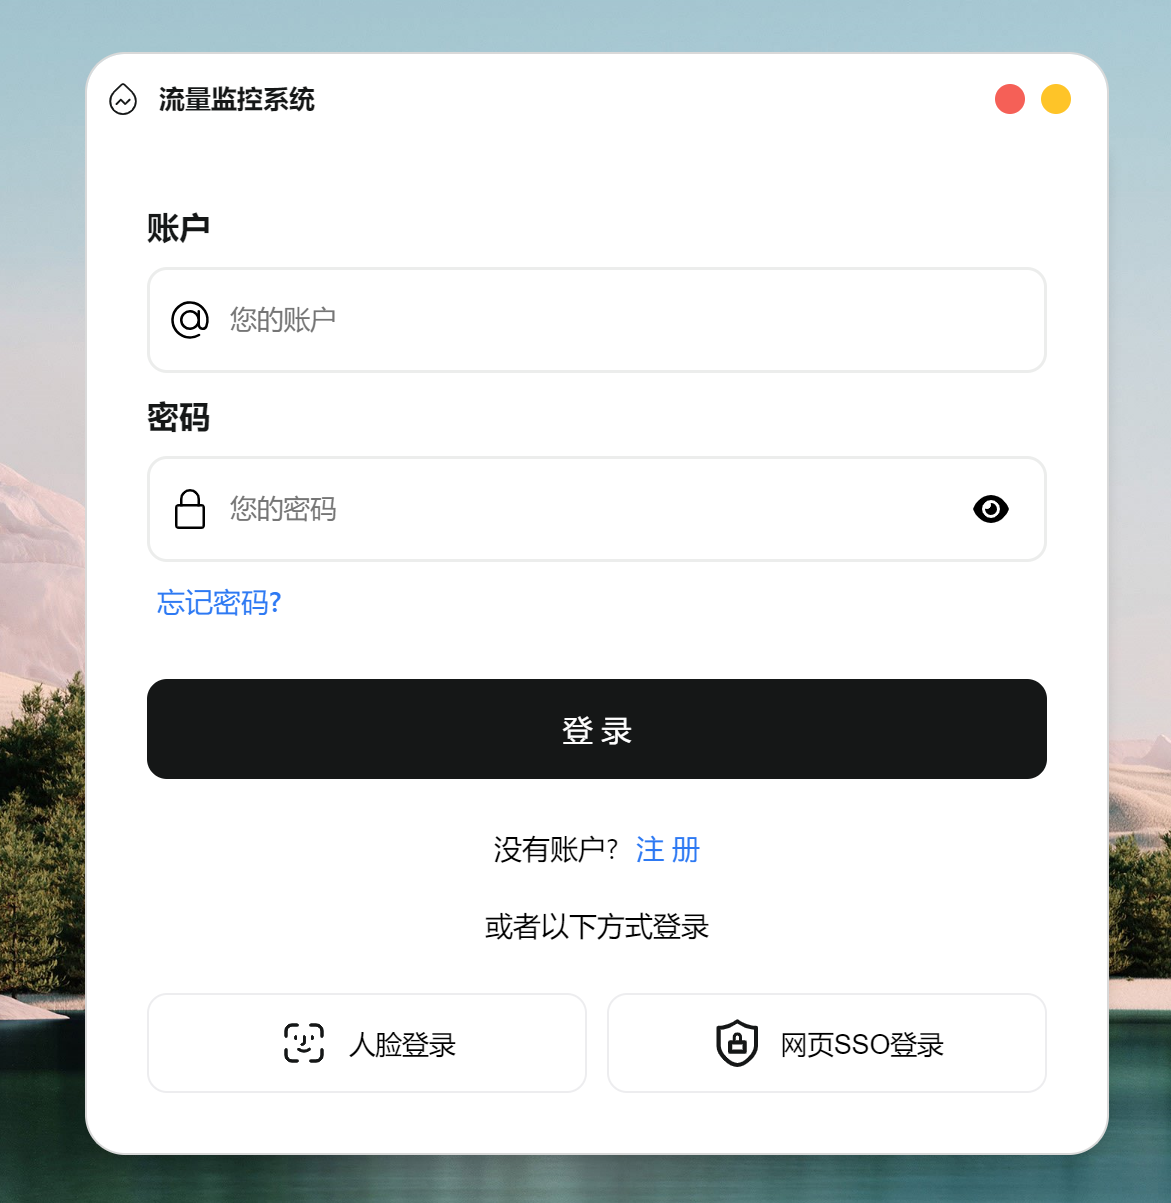 流量监控系统
账户
您的账户
密码
您的密码
忘记密码?
登 录
没有账户? 注 册
或者以下方式登录
人脸登录
网页SSO登录